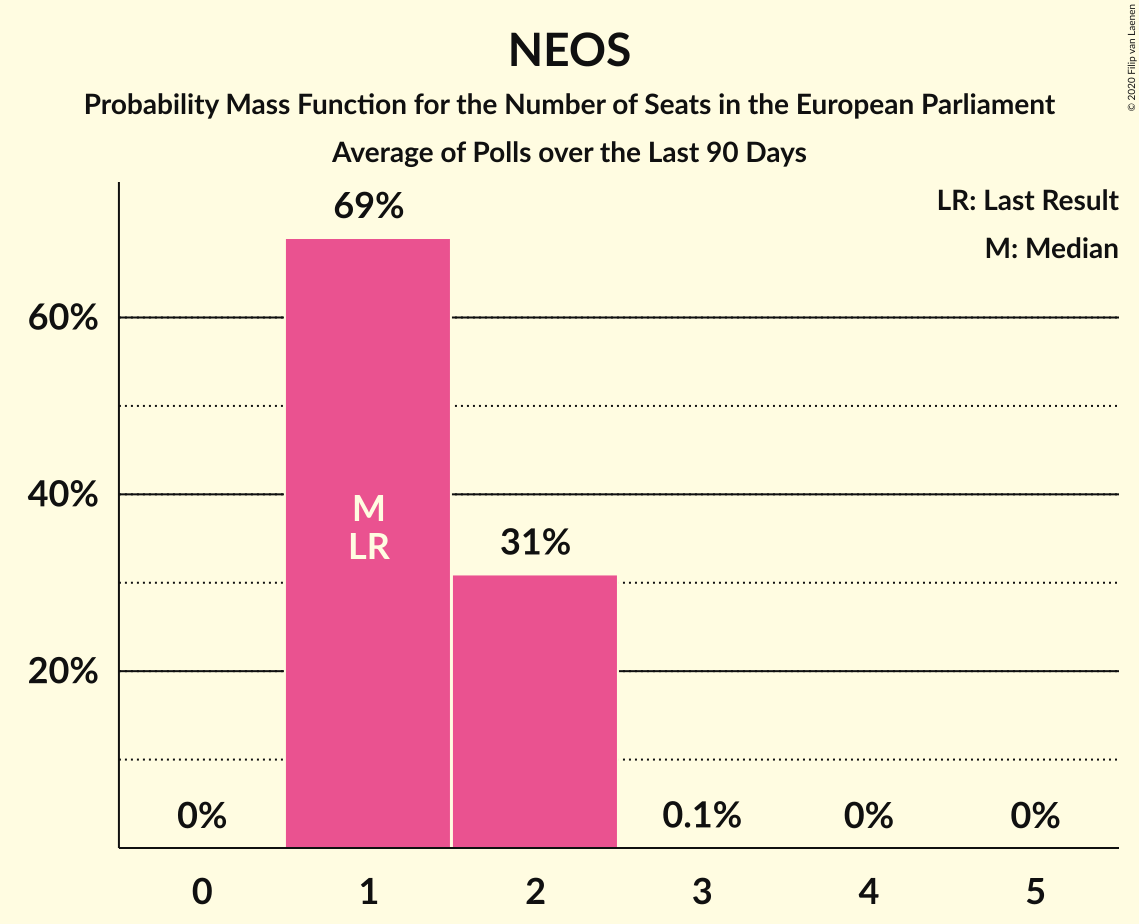 NEOS
Probability Mass Function for the Number of Seats in the European Parliament
Average of Polls over the Last 90 Days
© 2020 Filip van Laenen
LR: Last Result
M: Median
69%
60%
40%
M
LR
31%
20%
0%
0.1%
0%
0%
0
1
2
3
4
5